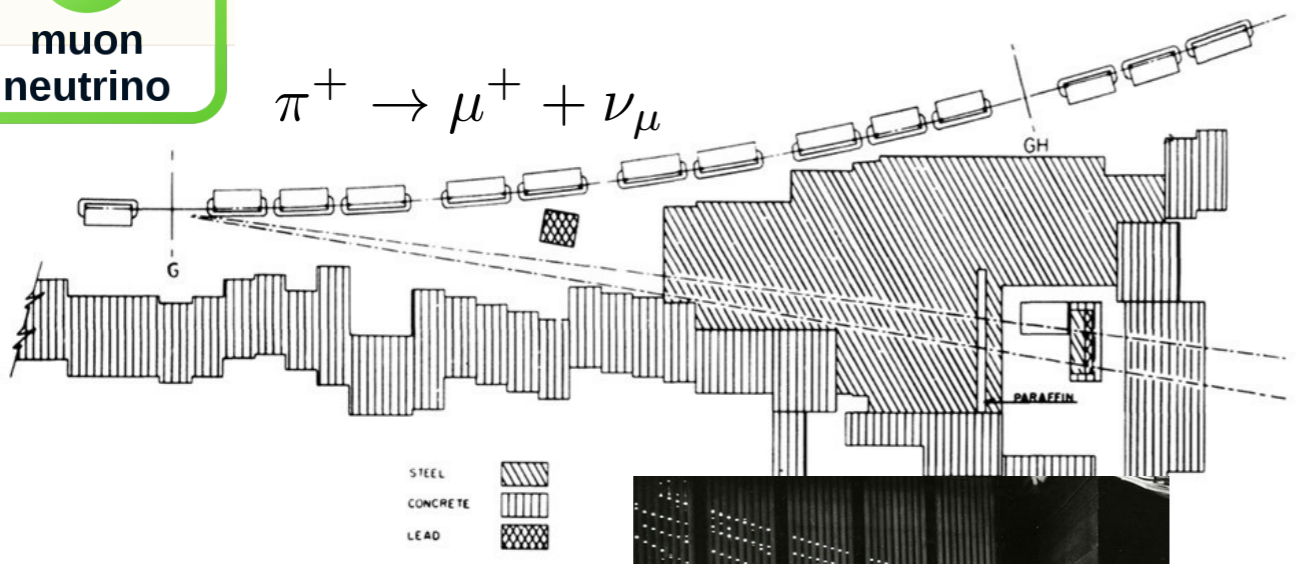 muon
neutrino
π⁺ → μ⁺ + ν_μ
GH
G
PARAFFIN
STEEL
CONCRETE
LEAD